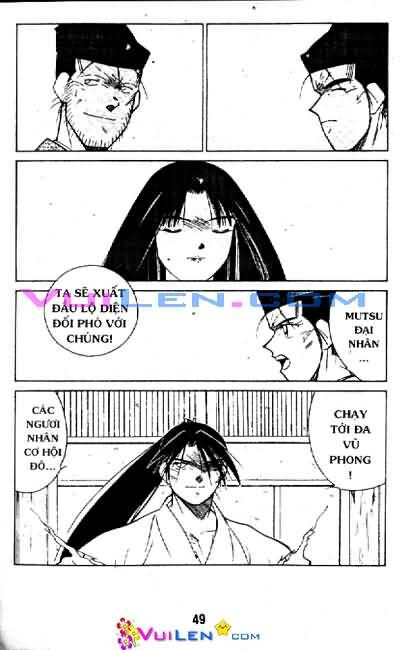 TA SẼ XUẤT
ĐẦU LỘ DIỆN
ĐỐI PHÓ VỚI
CHÚNG!
MUTSU
ĐẠI
NHÂN
...
VUILEN.COM
CHẠY
TỚI ĐA
VŨ
PHONG
!
CÁC
NGƯƠI
NHÂN
CƠ HỘI
ĐÓ...
49
VUILEN
.COM